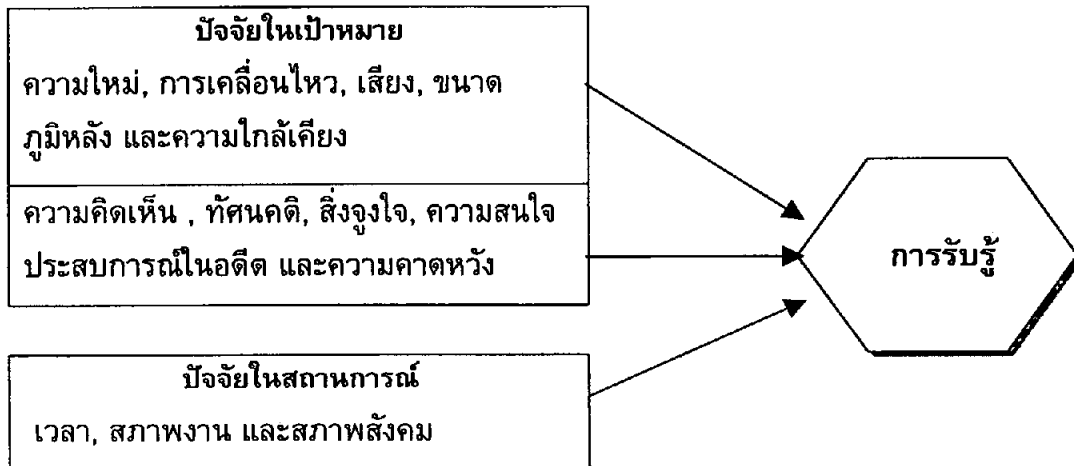 ปัจจัยในเป้าหมาย
ความใหม่, การเคลื่อนไหว, เสียง, ขนาด
ภูมิหลัง และความใกล้เคียง
ความคิดเห็น , ทัศนคติ, สิ่งจูงใจ, ความสนใจ
ประสบการณ์ในอดีต และความคาดหวัง
การรับรู้
ปัจจัยในสถานการณ์
เวลา, สภาพงาน และสภาพสังคม